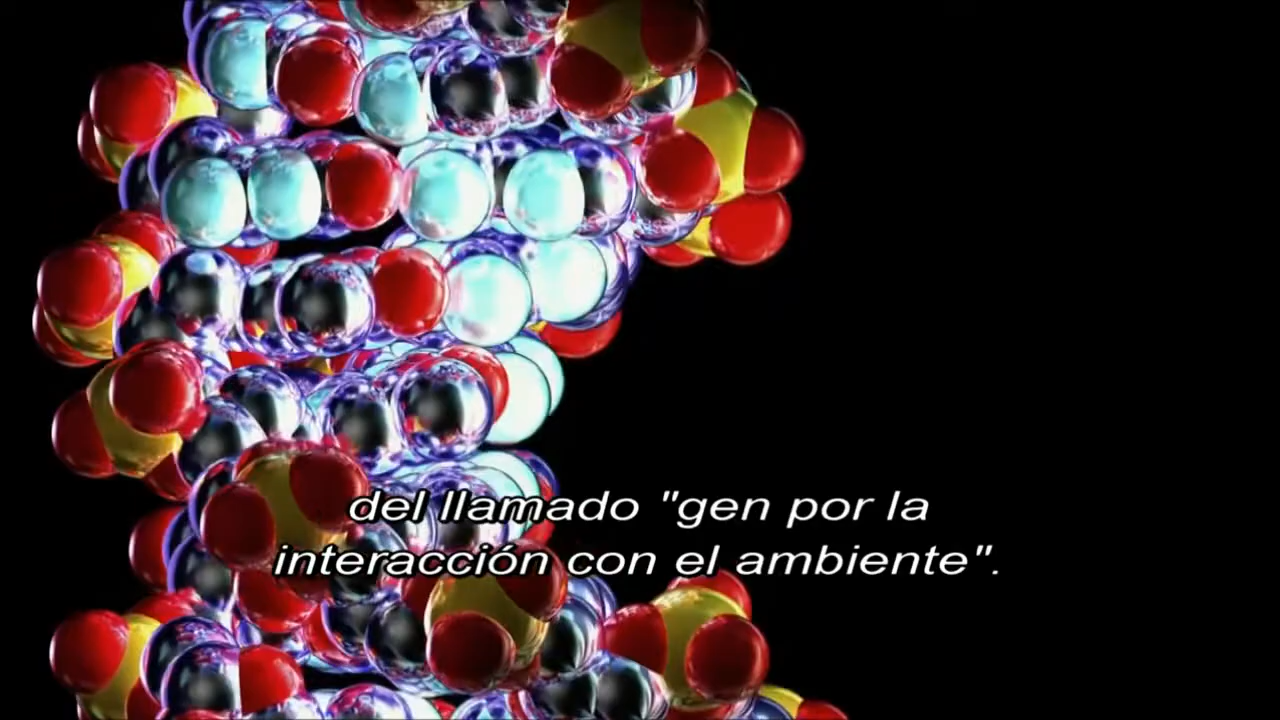 del llamado "gen por la
interacción con el ambiente".